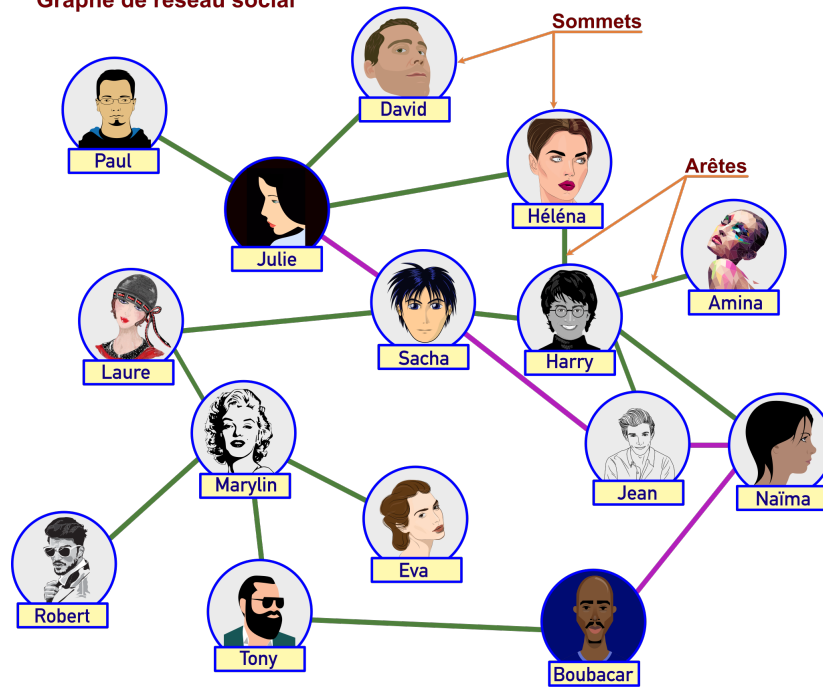 Graphe de réseau social
Sommets
David
Paul
Arêtes
Héléna
Julie
Amina
Sacha
Harry
Laure
Marylin
Jean
Naïma
Eva
Robert
Tony
Boubacar